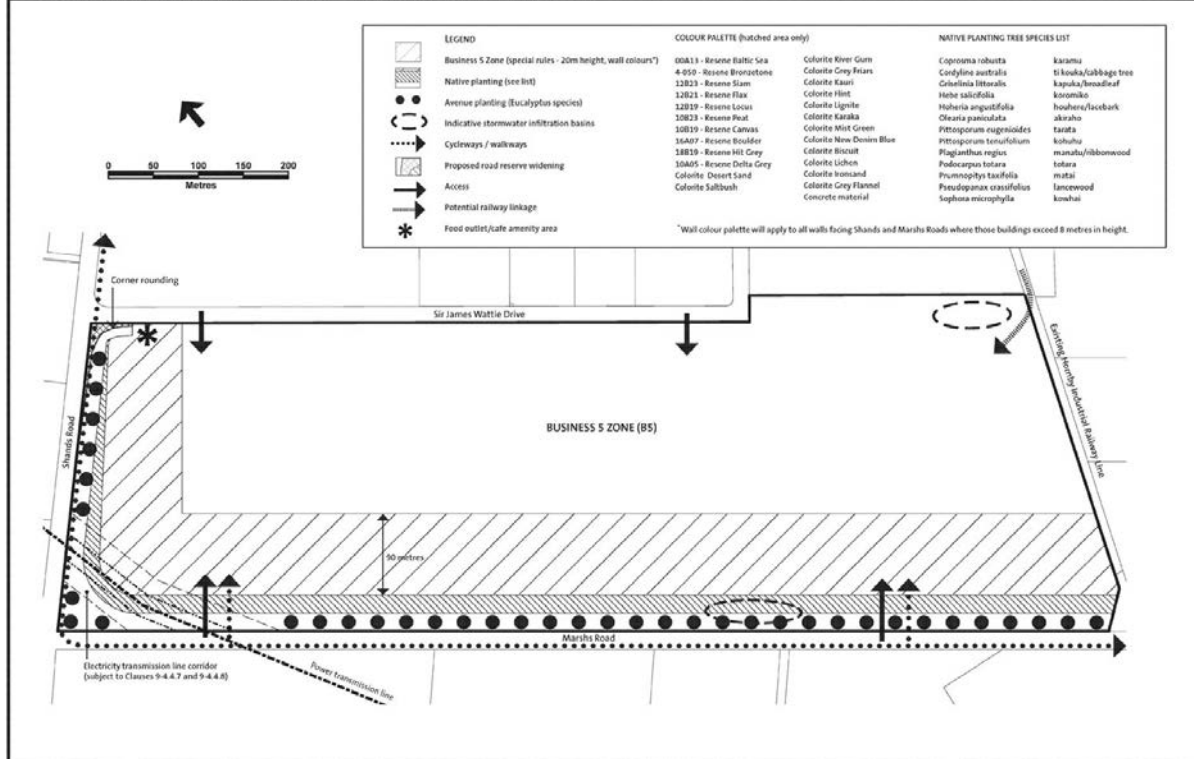 LEGEND
Business 5 Zone (special rules - 20m height, wall colours*)
Native planting (see list)
Avenue planting (Eucalyptus species)
Indicative stormwater infiltration basins
Cycleways / walkways
Proposed road reserve widening
Access
Potential railway linkage
Food outlet/cafe amenity area
COLOUR PALETTE (hatched area only)
00A13 - Resene Baltic Sea
4-050 - Resene Bronzetone
12B23 - Resene Siam
12B21 - Resene Flax
12B19 - Resene Locus
10B23 - Resene Peat
10B19 - Resene Canvas
16A07 - Resene Boulder
18B19 - Resene Hit Grey
10A05 - Resene Delta Grey
Colorite Desert Sand
Colorite Saltbush
Colorite River Gum
Colorite Grey Friars
Colorite Kauri
Colorite Flint
Colorite Lignite
Colorite Karaka
Colorite Mist Green
Colorite New Denim Blue
Colorite Biscuit
Colorite Lichen
Colorite Ironsand
Colorite Grey Flannel
Concrete material
NATIVE PLANTING TREE SPECIES LIST
Coprosma robusta karamu
Cordyline australis ti kouka/cabbage tree
Griselinia littoralis kapuka/broadleaf
Hebe salicifolia koromiko
Hoheria angustifolia houhere/lacebark
Olearia paniculata akiraho
Pittosporum eugenioides tarata
Pittosporum tenuifolium kohuhu
Plagianthus regius manatu/ribbonwood
Podocarpus totara totara
Prumnopitys taxifolia matai
Pseudopanax crassifolius lancewood
Sophora microphylla kowhai
*Wall colour palette will apply to all walls facing Shands and Marshs Roads where those buildings exceed 8 metres in height.
0 50 100 150 200
Metres
Corner rounding
Sir James Wattie Drive
Shands Road
Existing Hornby Industrial Railway Line
BUSINESS 5 ZONE (B5)
90 metres
Marshs Road
Electricity transmission line corridor
(subject to Clauses 9-4.4.7 and 9-4.4.8)
Power transmission line